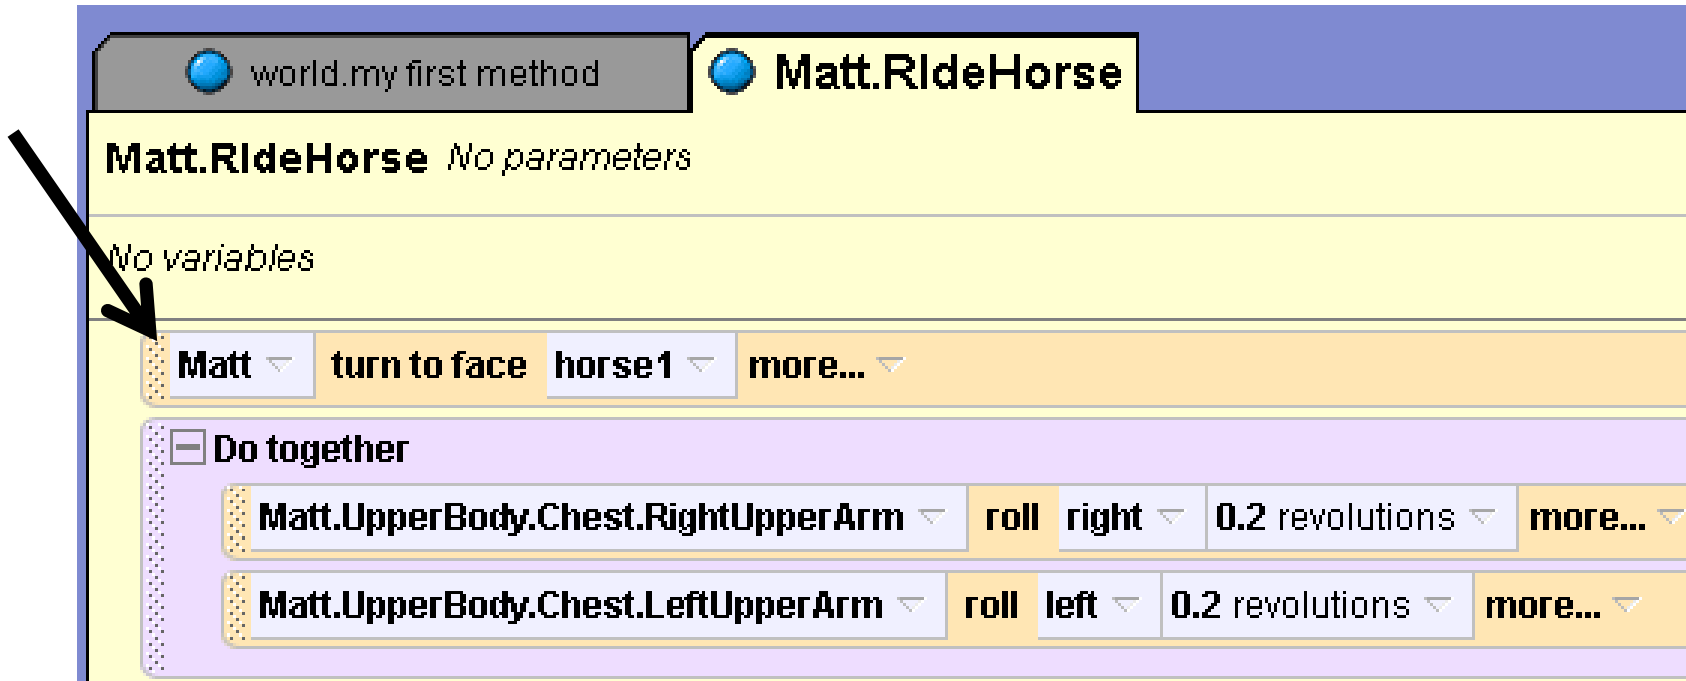 world.my first method
Matt.RIdeHorse
Matt.RIdeHorse No parameters
No variables
Matt turn to face horse1 more...
Do together
Matt.UpperBody.Chest.RightUpperArm roll right 0.2 revolutions more...
Matt.UpperBody.Chest.LeftUpperArm roll left 0.2 revolutions more...